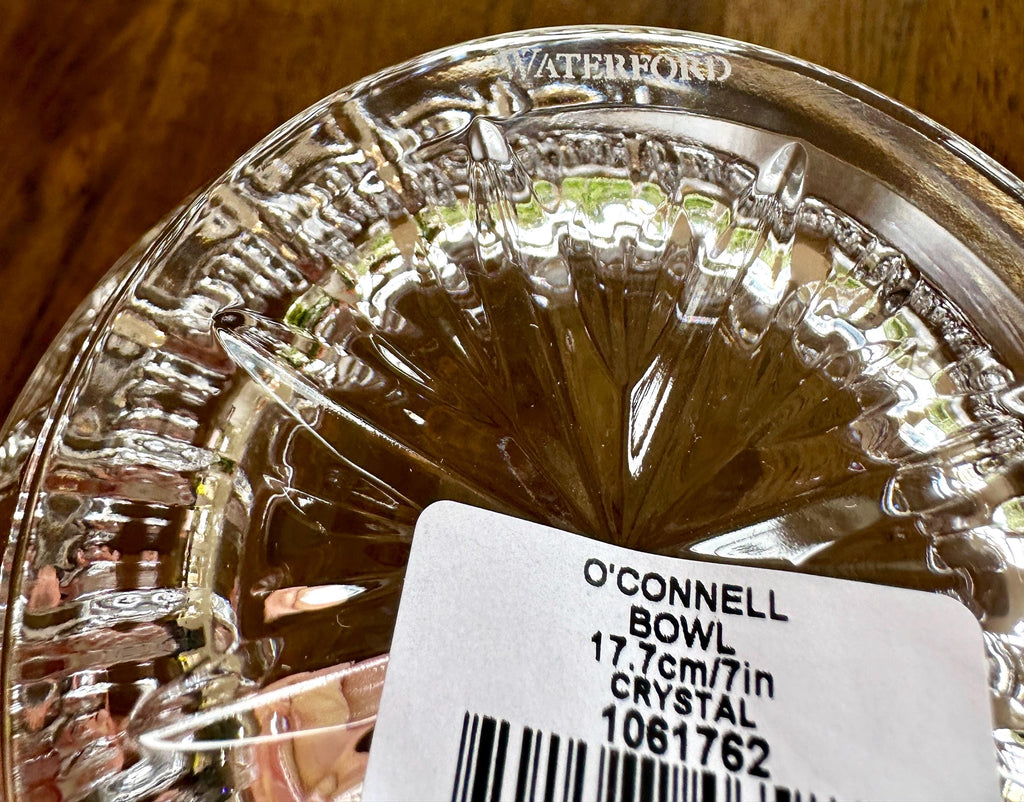 WATERFORD
O'CONNELL
BOWL
17.7cm/7in
CRYSTAL
1061762